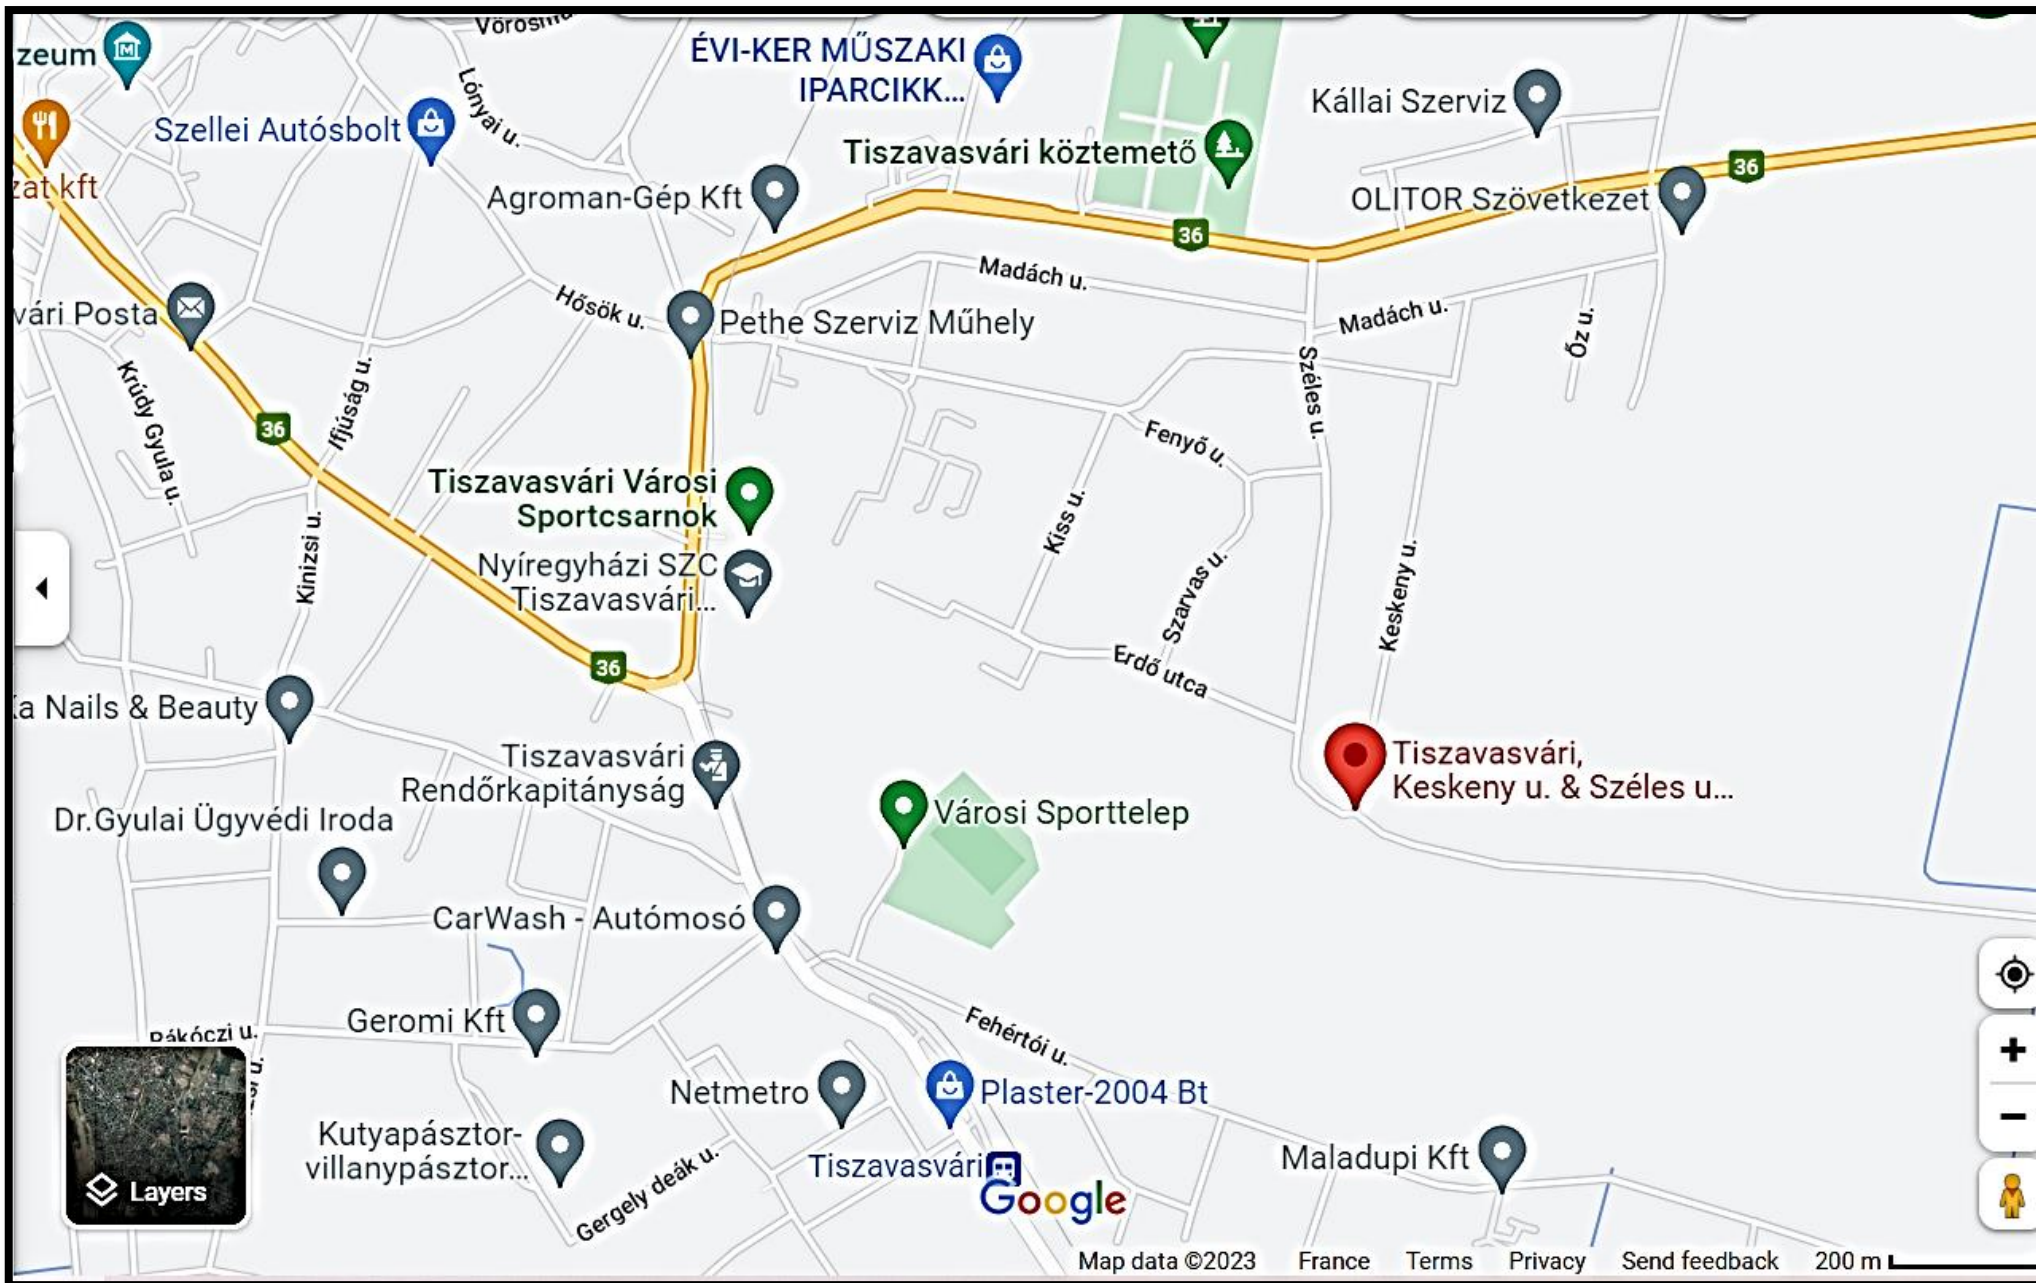 Vörösm
zeum
ÉVI-KER MŰSZAKI
IPARCIKK...
Lónyai u.
Szellei Autósbolt
Kállai Szerviz
Tiszavasvári köztemető
36
zat kft
Agroman-Gép Kft
OLITOR Szövetkezet
36
Madách u.
vári Posta
Hősök u.
Pethe Szerviz Műhely
Madách u.
Őz u.
Krúdy Gyula u.
Ifjúság u.
Széles u.
36
Fenyő u.
Tiszavasvári Városi
Sportcsarnok
Kinizsi u.
Kiss u.
Nyíregyházi SZC
Tiszavasvári...
Szarvas u.
Keskeny u.
36
Erdő utca
a Nails & Beauty
Tiszavasvári
Rendőrkapitányság
Tiszavasvári,
Keskeny u. & Széles u...
Dr.Gyulai Ügyvédi Iroda
Városi Sporttelep
CarWash - Autómosó
Geromi Kft
Rákóczi u.
Fehértói u.
Netmetro
Plaster-2004 Bt
Kutyapásztor-
villanypásztor...
Gergely deák u.
Tiszavasvári
Maladupi Kft
Layers
Google
Map data ©2023 France Terms Privacy Send feedback 200 m